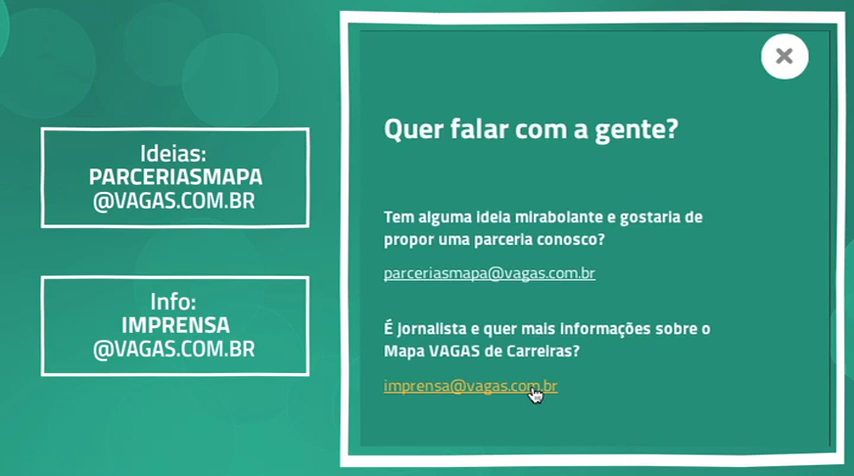 Ideias:
PARCERIASMAPA
@VAGAS.COM.BR
Info:
IMPRENSA
@VAGAS.COM.BR
Quer falar com a gente?
Tem alguma ideia mirabolante e gostaria de
propor uma parceria conosco?
parceriasmapa@vagas.com.br
É jornalista e quer mais informações sobre o
Mapa VAGAS de Carreiras?
imprensa@vagas.com.br